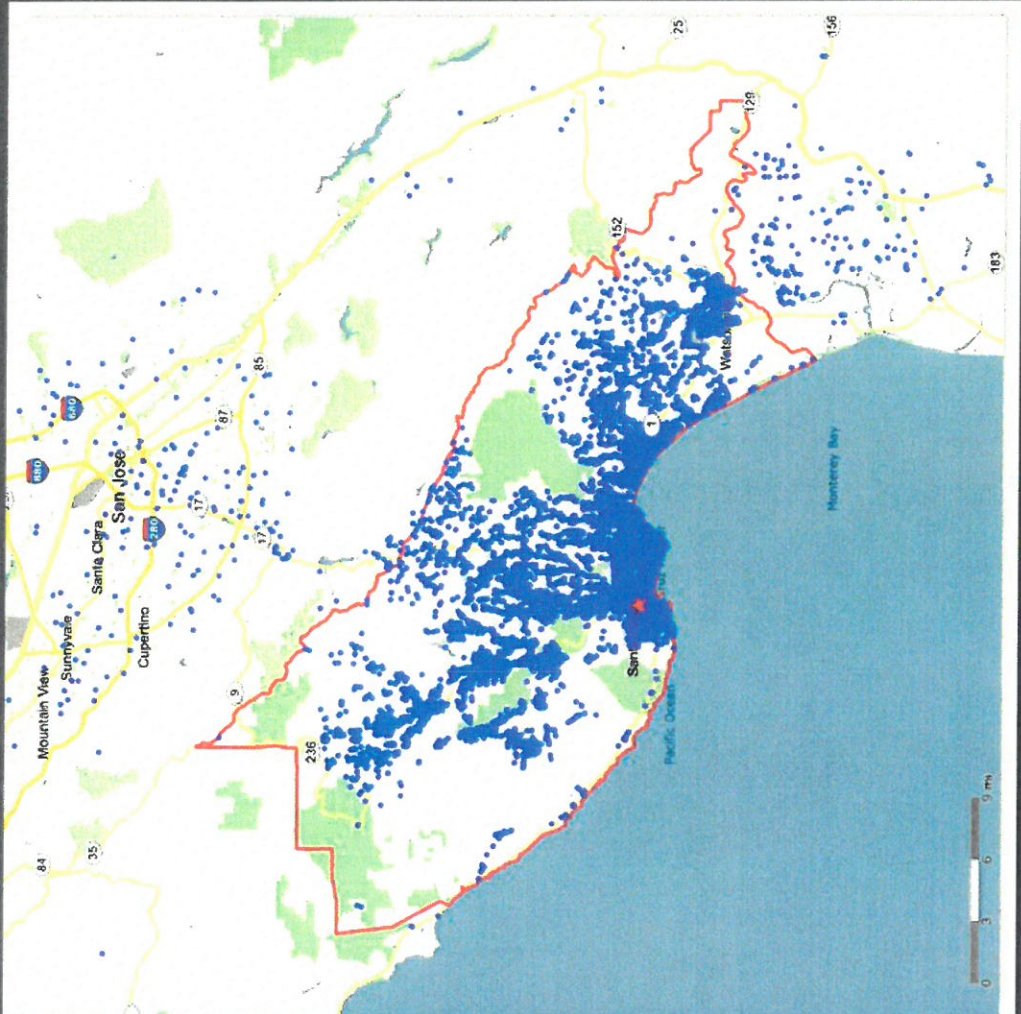 84
35
Mountain View
Sunnyvale
Santa Clara
Cupertino
San Jose
880
680
280
17
87
17
85
9
236
25
156
152
129
183
1
Monterey Bay
Pacific Ocean
0 3 6 9 mi